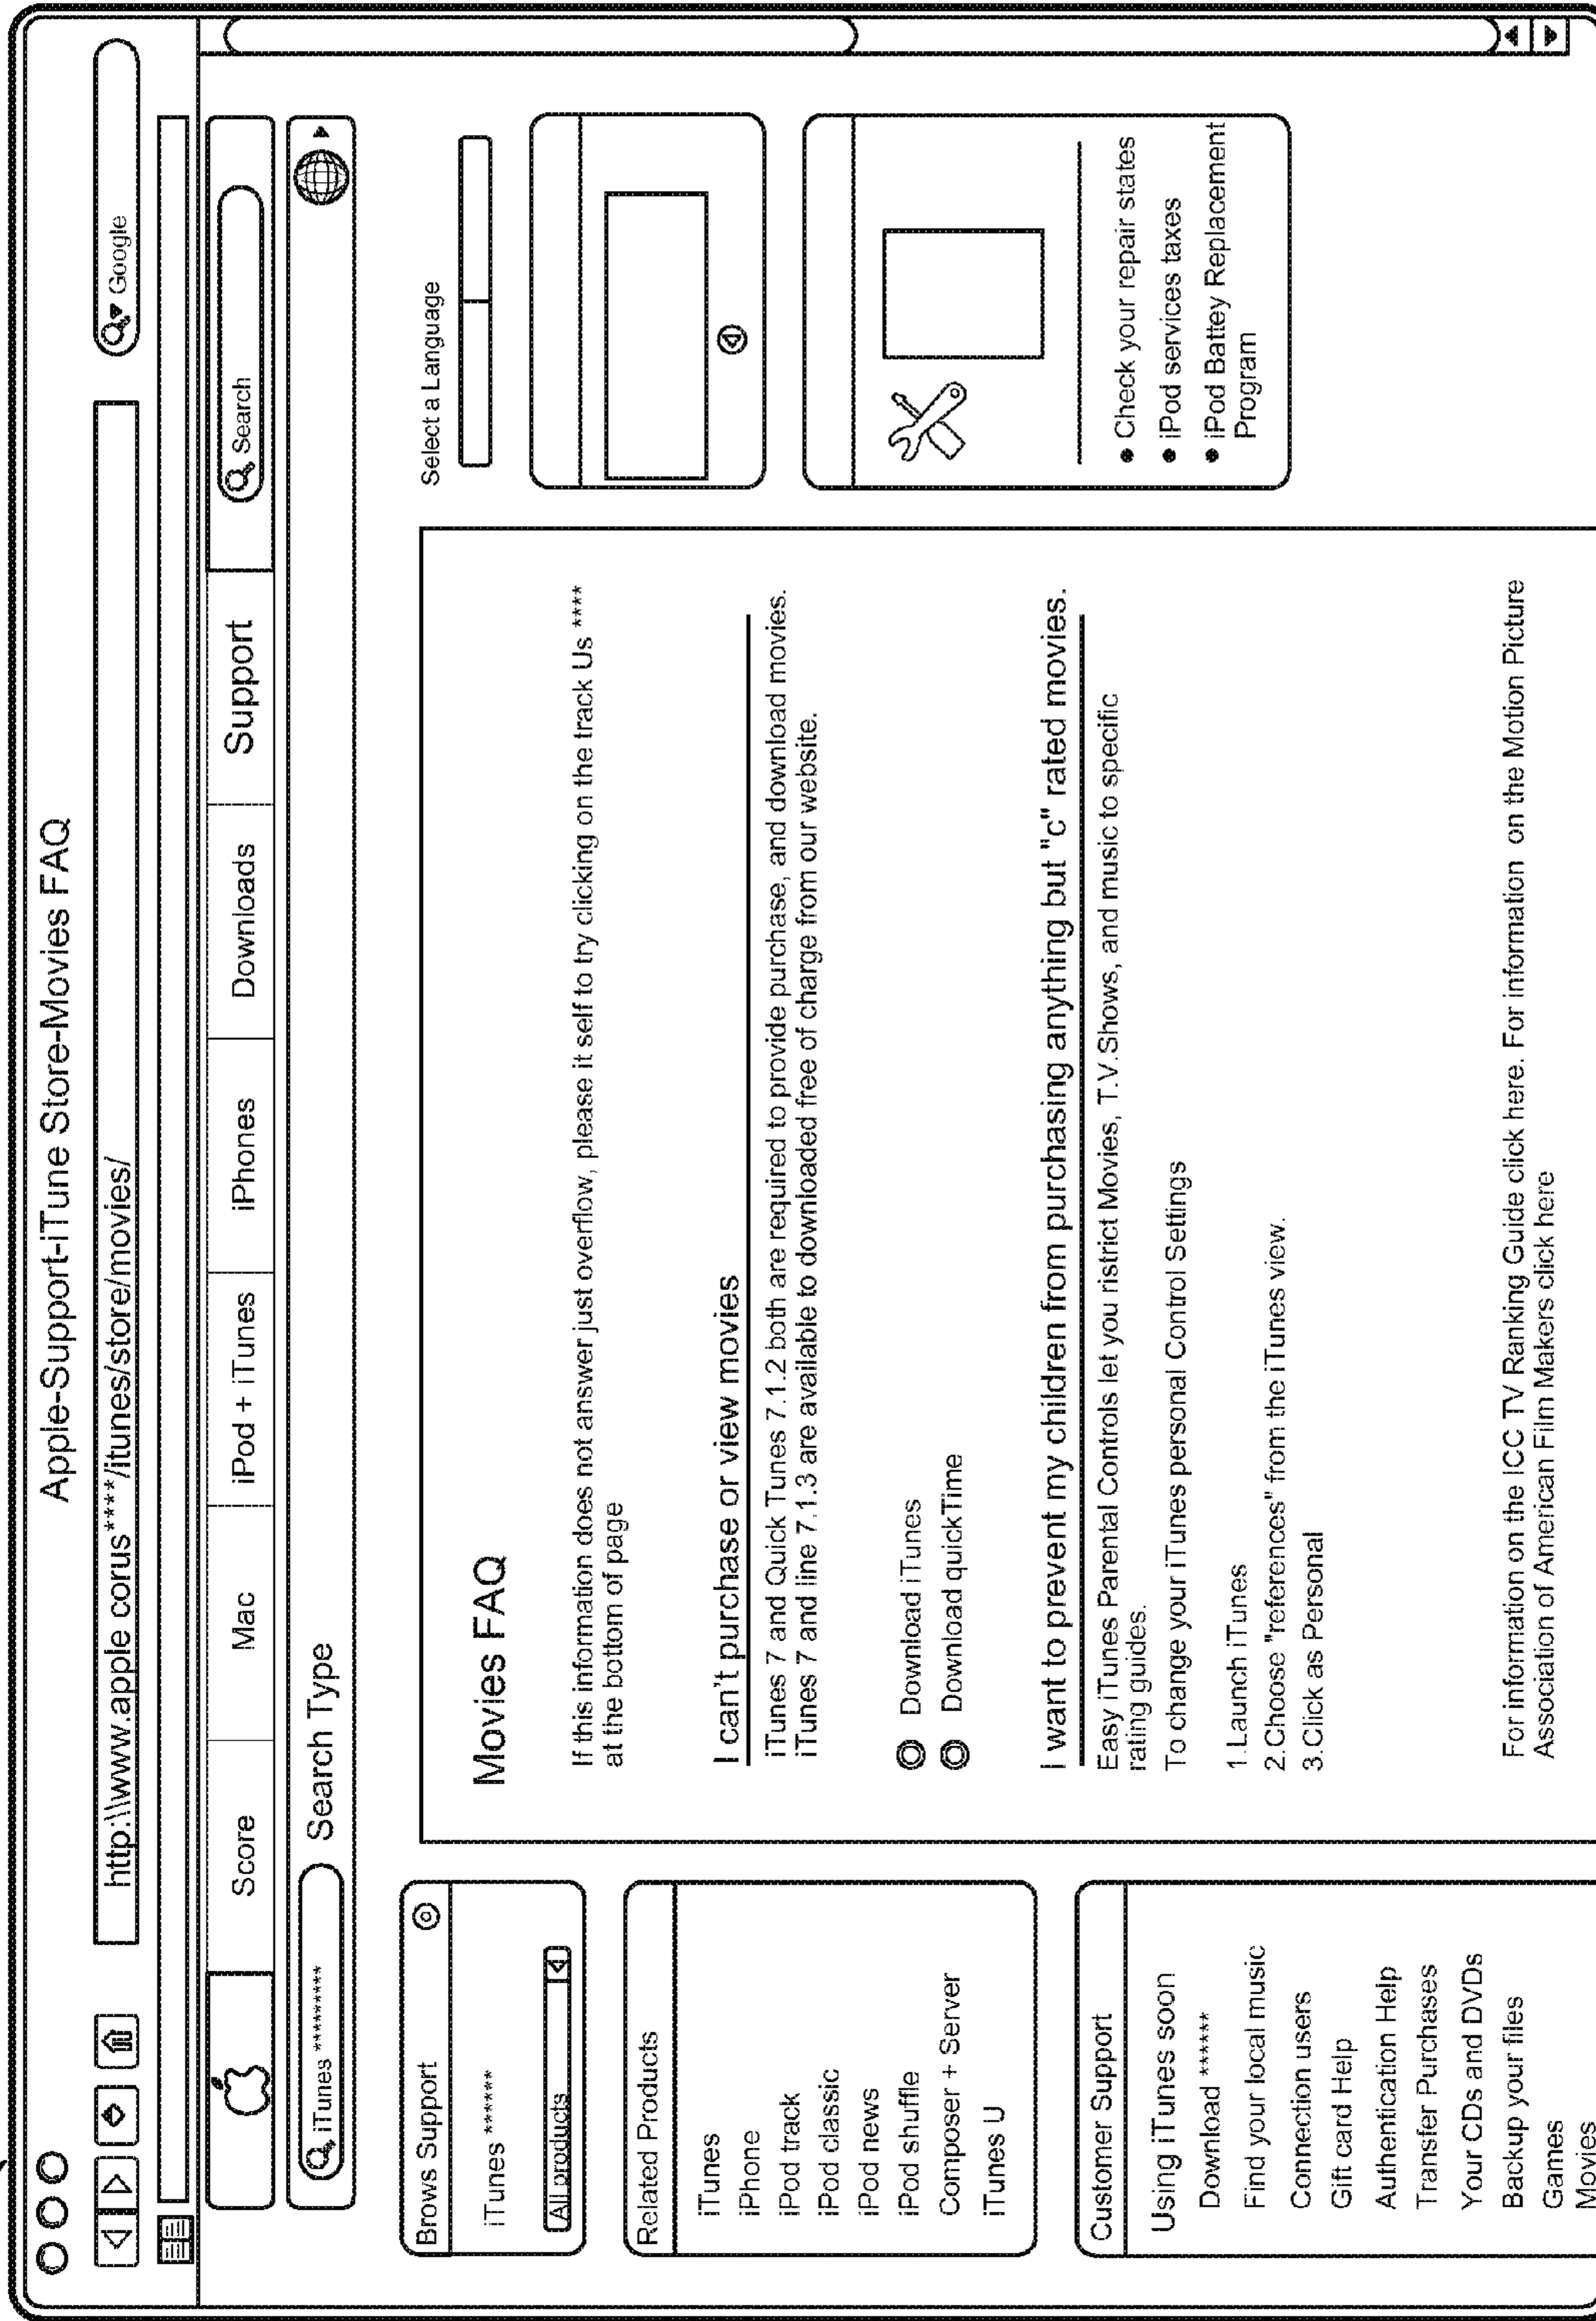 Apple-Support-iTune Store-Movies FAQ
http:\\www.apple corus****/itunes/store/movies/
Google
Score
Mac
iPod + iTunes
iPhones
Downloads
Support
Search
iTunes *********
Search Type
Brows Support
iTunes ******
All products
Related Products
iTunes
iPhone
iPod track
iPod classic
iPod news
iPod shuffle
Composer + Server
iTunes U
Customer Support
Using iTunes soon
Download ******
Find your local music
Connection users
Gift card Help
Authentication Help
Transfer Purchases
Your CDs and DVDs
Backup your files
Games
Movies
Movies FAQ
If this information does not answer just overflow, please it self to try clicking on the track Us ****
at the bottom of page
I can't purchase or view movies
iTunes 7 and Quick Tunes 7.1.2 both are required to provide purchase, and download movies.
iTunes 7 and line 7.1.3 are available to downloaded free of charge from our website.
Download iTunes
Download quickTime
I want to prevent my children from purchasing anything but "c" rated movies.
Easy iTunes Parental Controls let you ristrict Movies, T.V.Shows, and music to specific
rating guides.
To change your iTunes personal Control Settings
1.Launch iTunes
2.Choose "references" from the iTunes view.
3.Click as Personal
For information on the ICC TV Ranking Guide click here. For information on the Motion Picture
Association of American Film Makers click here
Select a Language
Check your repair states
iPod services taxes
iPod Battey Replacement
Program